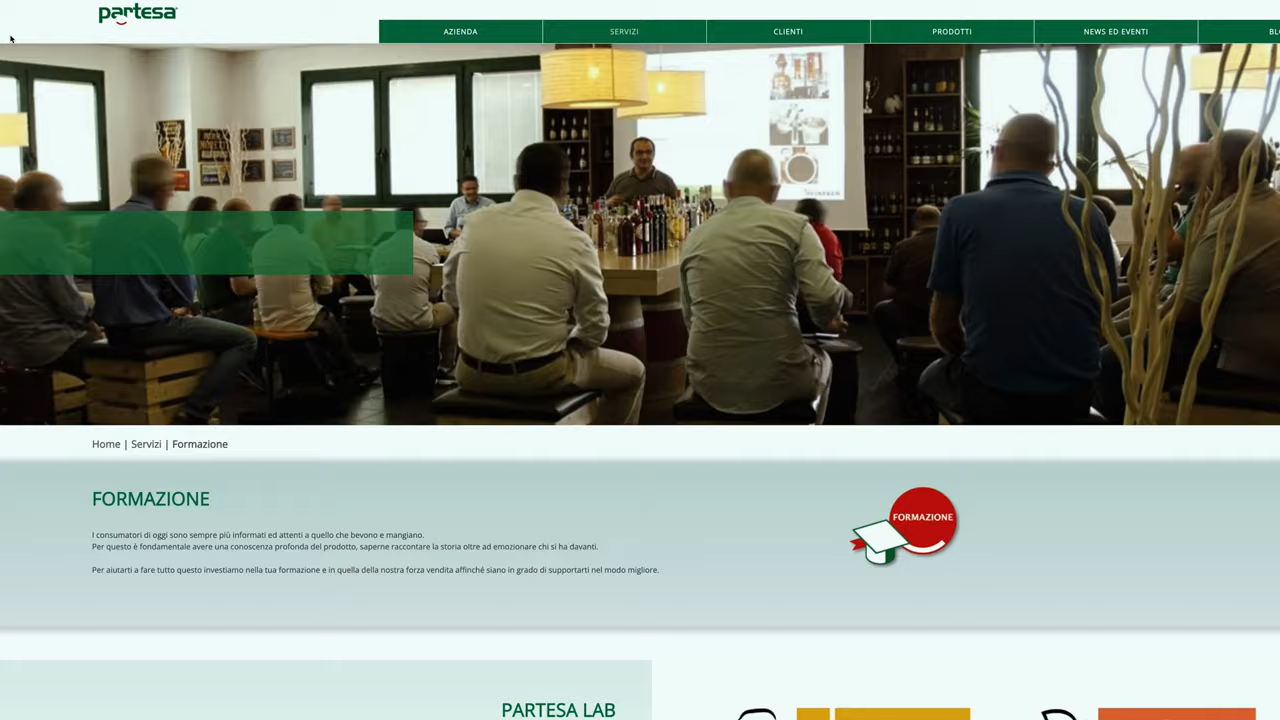 partesa
AZIENDA
SERVIZI
CLIENTI
PRODOTTI
NEWS ED EVENTI
Home | Servizi | Formazione
FORMAZIONE
FORMAZIONE
I consumatori di oggi sono sempre più informati ed attenti a quello che bevono e mangiano.
Per questo è fondamentale avere una conoscenza profonda del prodotto, saperne raccontare la storia oltre ad emozionare chi si ha davanti.
Per aiutarti a fare tutto questo investiamo nella tua formazione e in quella della nostra forza vendita affinché siano in grado di supportarti nel modo migliore.
PARTESA LAB